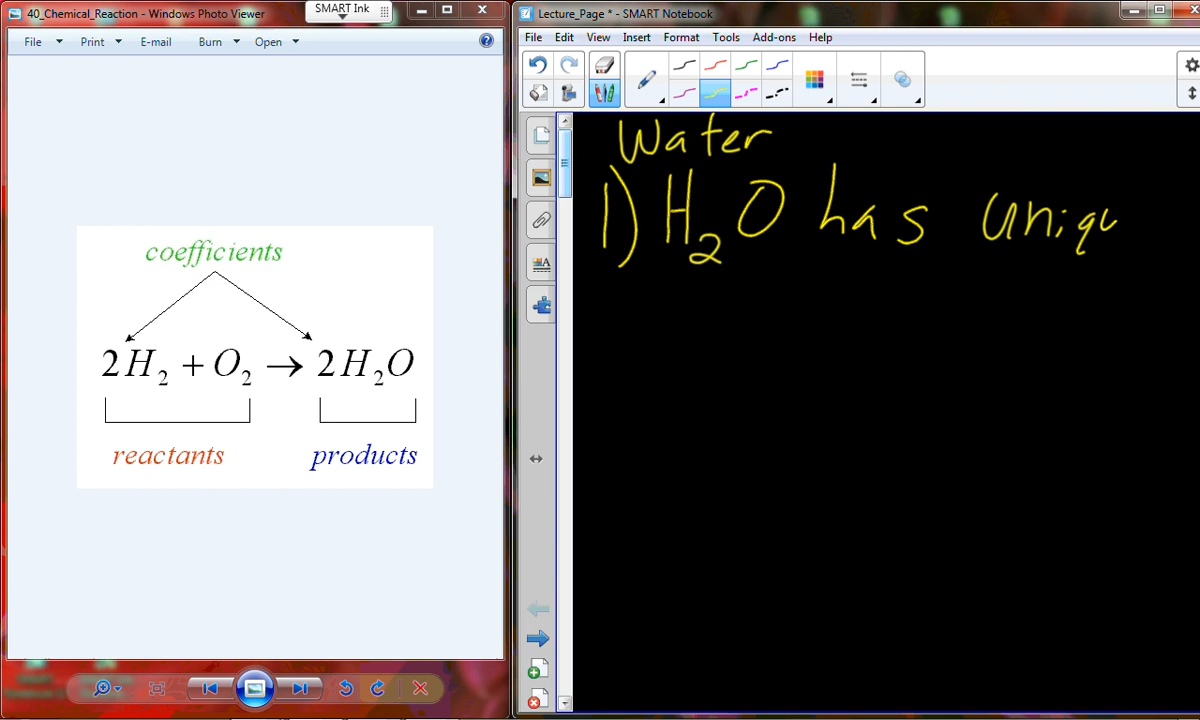 40_Chemical_Reaction - Windows Photo Viewer
SMART Ink
File Print E-mail Burn Open
coefficients
2H₂ + O₂ → 2H₂O
reactants products
Lecture_Page * - SMART Notebook
File Edit View Insert Format Tools Add-ons Help
Water
1) H₂O has uniqu